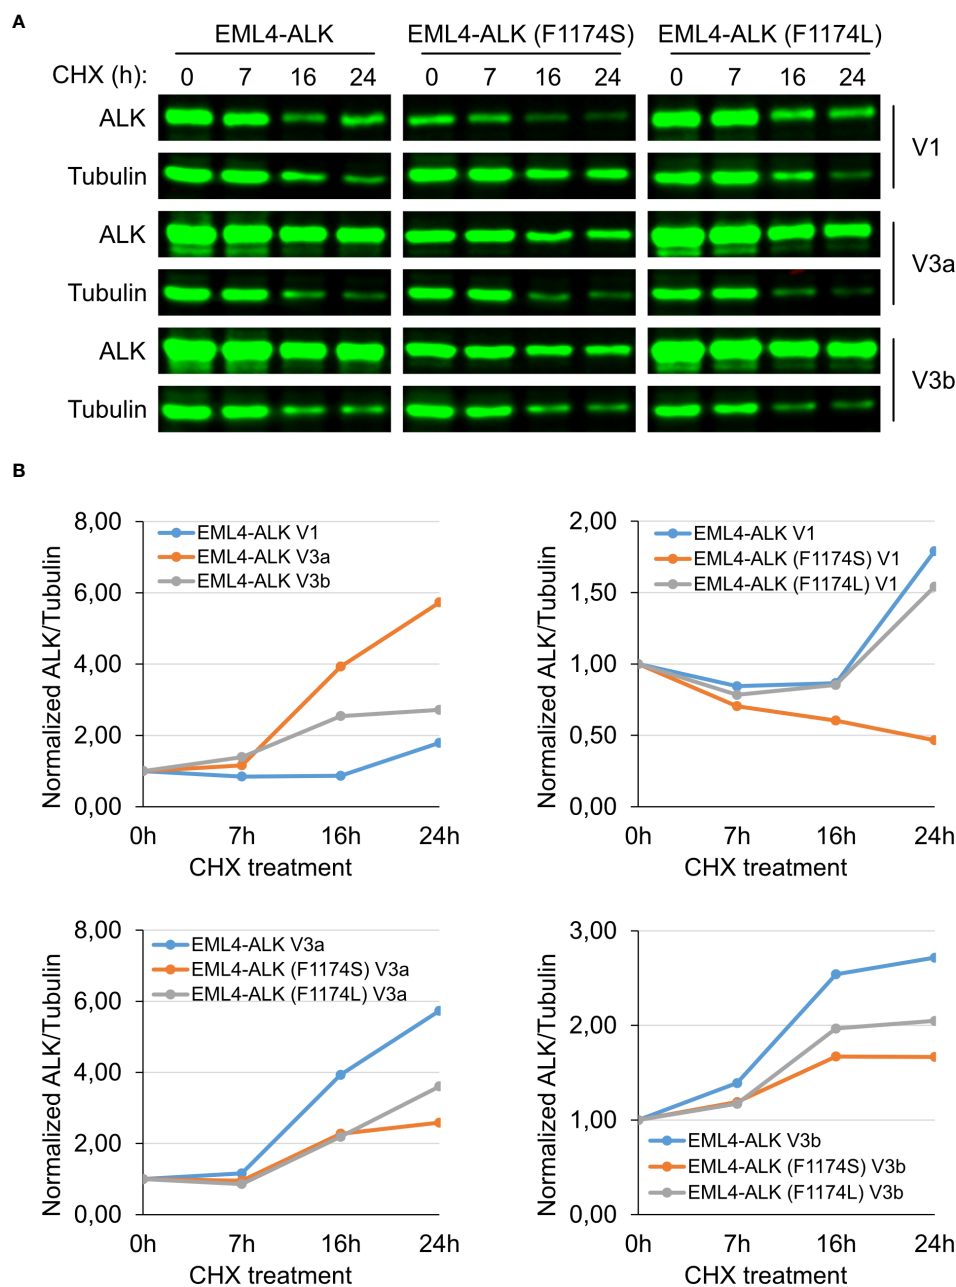 A
EML4-ALK EML4-ALK (F1174S) EML4-ALK (F1174L)
CHX (h): 0 7 16 24 0 7 16 24 0 7 16 24
ALK
V1
Tubulin
ALK
V3a
Tubulin
ALK
V3b
Tubulin
B
Normalized ALK/Tubulin
8,00
6,00
4,00
2,00
0,00
EML4-ALK V1
EML4-ALK V3a
EML4-ALK V3b
0h 7h 16h 24h
CHX treatment
Normalized ALK/Tubulin
2,00
1,50
1,00
0,50
0,00
EML4-ALK V1
EML4-ALK (F1174S) V1
EML4-ALK (F1174L) V1
0h 7h 16h 24h
CHX treatment
Normalized ALK/Tubulin
8,00
6,00
4,00
2,00
0,00
EML4-ALK V3a
EML4-ALK (F1174S) V3a
EML4-ALK (F1174L) V3a
0h 7h 16h 24h
CHX treatment
Normalized ALK/Tubulin
3,00
2,00
1,00
0,00
EML4-ALK V3b
EML4-ALK (F1174S) V3b
EML4-ALK (F1174L) V3b
0h 7h 16h 24h
CHX treatment